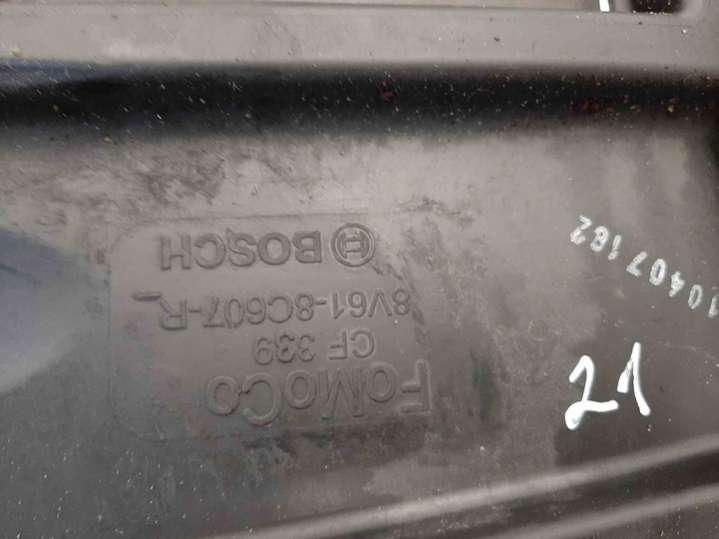 FoMoCo
CF 339
8V61-8C607-R
BOSCH
10407182
21